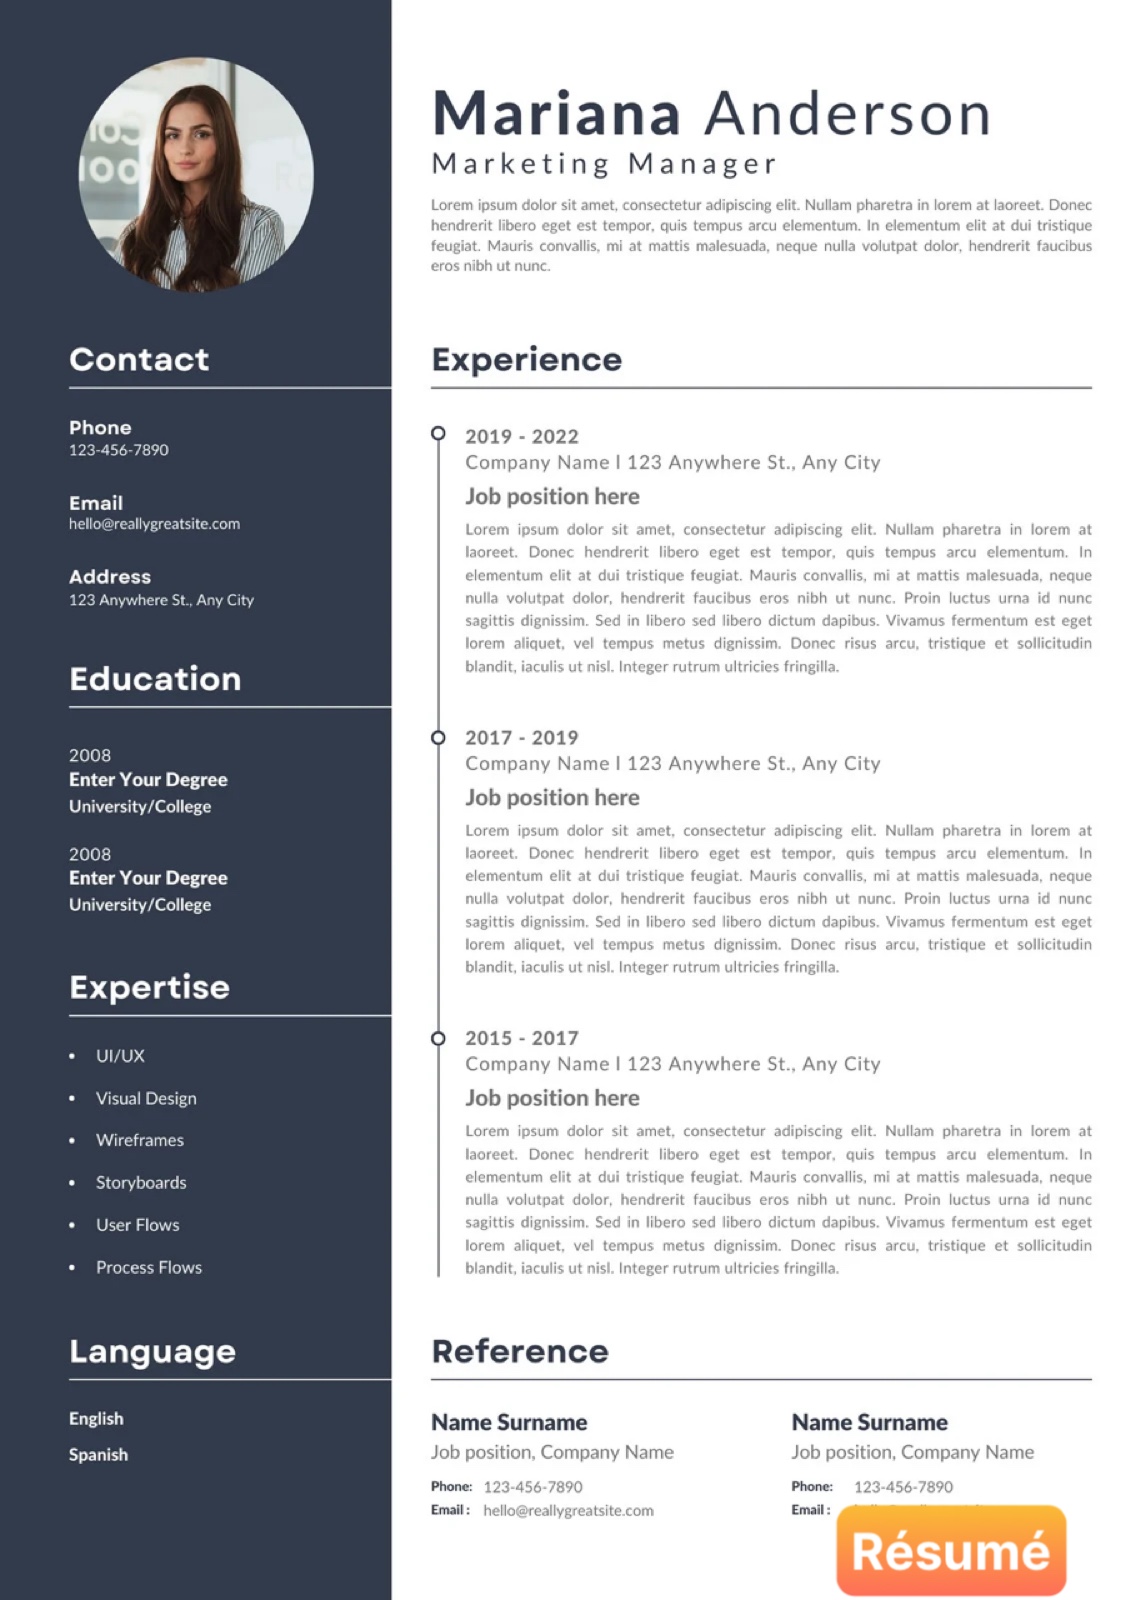 Mariana Anderson
Marketing Manager
Lorem ipsum dolor sit amet, consectetur adipiscing elit. Nullam pharetra in lorem at laoreet. Donec
hendrerit libero eget est tempor, quis tempus arcu elementum. In elementum elit at dui tristique
feugiat. Mauris convallis, mi at mattis malesuada, neque nulla volutpat dolor, hendrerit faucibus
eros nibh ut nunc.
Contact
Phone
123-456-7890
Email
hello@reallygreatsite.com
Address
123 Anywhere St., Any City
Education
2008
Enter Your Degree
University/College
2008
Enter Your Degree
University/College
Expertise
• UI/UX
• Visual Design
• Wireframes
• Storyboards
• User Flows
• Process Flows
Language
English
Spanish
Experience
2019 - 2022
Company Name l 123 Anywhere St., Any City
Job position here
Lorem ipsum dolor sit amet, consectetur adipiscing elit. Nullam pharetra in lorem at
laoreet. Donec hendrerit libero eget est tempor, quis tempus arcu elementum. In
elementum elit at dui tristique feugiat. Mauris convallis, mi at mattis malesuada, neque
nulla volutpat dolor, hendrerit faucibus eros nibh ut nunc. Proin luctus urna id nunc
sagittis dignissim. Sed in libero sed libero dictum dapibus. Vivamus fermentum est eget
lorem aliquet, vel tempus metus dignissim. Donec risus arcu, tristique et sollicitudin
blandit, iaculis ut nisl. Integer rutrum ultricies fringilla.
2017 - 2019
Company Name l 123 Anywhere St., Any City
Job position here
Lorem ipsum dolor sit amet, consectetur adipiscing elit. Nullam pharetra in lorem at
laoreet. Donec hendrerit libero eget est tempor, quis tempus arcu elementum. In
elementum elit at dui tristique feugiat. Mauris convallis, mi at mattis malesuada, neque
nulla volutpat dolor, hendrerit faucibus eros nibh ut nunc. Proin luctus urna id nunc
sagittis dignissim. Sed in libero sed libero dictum dapibus. Vivamus fermentum est eget
lorem aliquet, vel tempus metus dignissim. Donec risus arcu, tristique et sollicitudin
blandit, iaculis ut nisl. Integer rutrum ultricies fringilla.
2015 - 2017
Company Name l 123 Anywhere St., Any City
Job position here
Lorem ipsum dolor sit amet, consectetur adipiscing elit. Nullam pharetra in lorem at
laoreet. Donec hendrerit libero eget est tempor, quis tempus arcu elementum. In
elementum elit at dui tristique feugiat. Mauris convallis, mi at mattis malesuada, neque
nulla volutpat dolor, hendrerit faucibus eros nibh ut nunc. Proin luctus urna id nunc
sagittis dignissim. Sed in libero sed libero dictum dapibus. Vivamus fermentum est eget
lorem aliquet, vel tempus metus dignissim. Donec risus arcu, tristique et sollicitudin
blandit, iaculis ut nisl. Integer rutrum ultricies fringilla.
Reference
Name Surname
Job position, Company Name
Phone: 123-456-7890
Email : hello@reallygreatsite.com
Name Surname
Job position, Company Name
Phone: 123-456-7890
Email :
Résumé